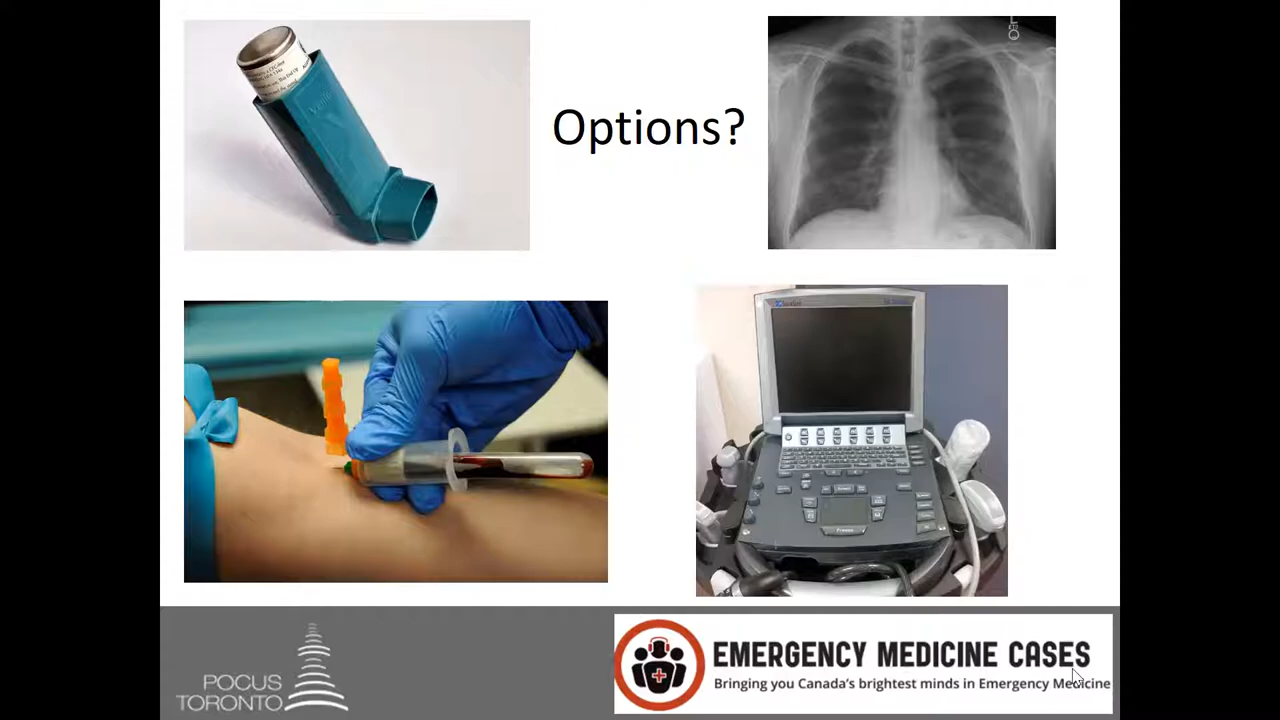 Options?
POCUS
TORONTO
EMERGENCY MEDICINE CASES
Bringing you Canada's brightest minds in Emergency Medicine